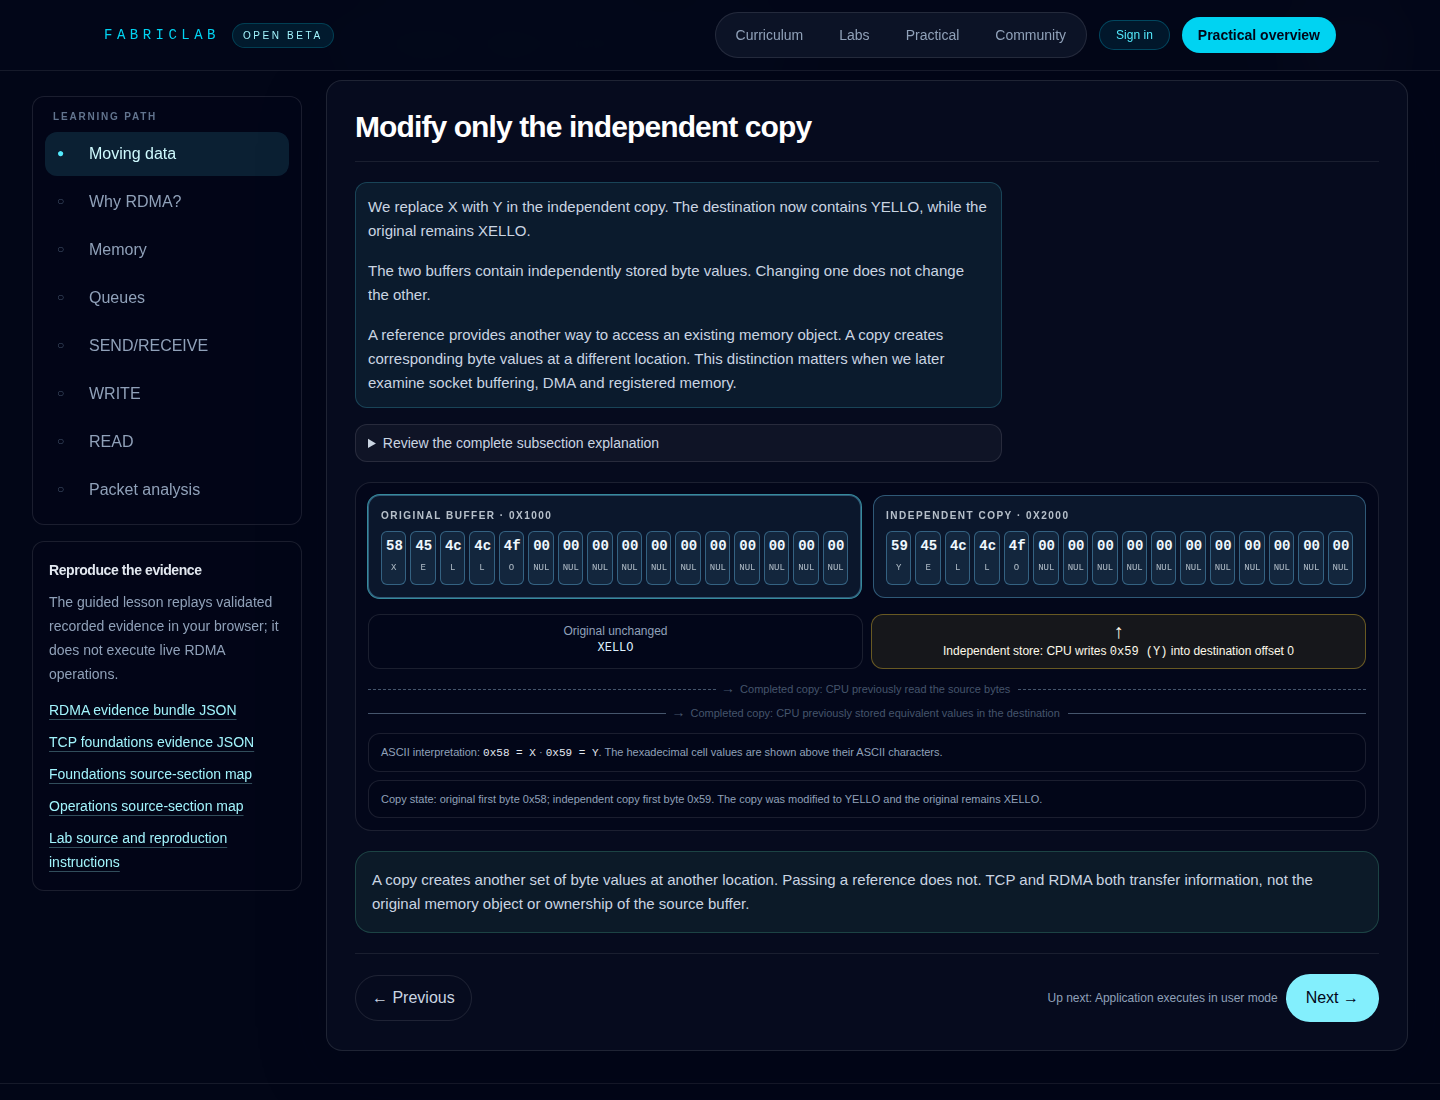 FABRICLAB
OPEN BETA
Curriculum
Labs
Practical
Community
Sign in
Practical overview
LEARNING PATH
Moving data
Why RDMA?
Memory
Queues
SEND/RECEIVE
WRITE
READ
Packet analysis
Reproduce the evidence
The guided lesson replays validated
recorded evidence in your browser; it
does not execute live RDMA
operations.
RDMA evidence bundle JSON
TCP foundations evidence JSON
Foundations source-section map
Operations source-section map
Lab source and reproduction
instructions
Modify only the independent copy
We replace X with Y in the independent copy. The destination now contains YELLO, while the
original remains XELLO.
The two buffers contain independently stored byte values. Changing one does not change
the other.
A reference provides another way to access an existing memory object. A copy creates
corresponding byte values at a different location. This distinction matters when we later
examine socket buffering, DMA and registered memory.
▶ Review the complete subsection explanation
ORIGINAL BUFFER · 0X1000
58 45 4c 4c 4f 00 00 00 00 00 00 00 00 00 00 00
X E L L O NUL NUL NUL NUL NUL NUL NUL NUL NUL NUL NUL
INDEPENDENT COPY · 0X2000
59 45 4c 4c 4f 00 00 00 00 00 00 00 00 00 00 00
Y E L L O NUL NUL NUL NUL NUL NUL NUL NUL NUL NUL NUL
Original unchanged
XELLO
↑
Independent store: CPU writes 0x59 (Y) into destination offset 0
→ Completed copy: CPU previously read the source bytes
→ Completed copy: CPU previously stored equivalent values in the destination
ASCII interpretation: 0x58 = X · 0x59 = Y. The hexadecimal cell values are shown above their ASCII characters.
Copy state: original first byte 0x58; independent copy first byte 0x59. The copy was modified to YELLO and the original remains XELLO.
A copy creates another set of byte values at another location. Passing a reference does not. TCP and RDMA both transfer information, not the
original memory object or ownership of the source buffer.
← Previous
Up next: Application executes in user mode
Next →